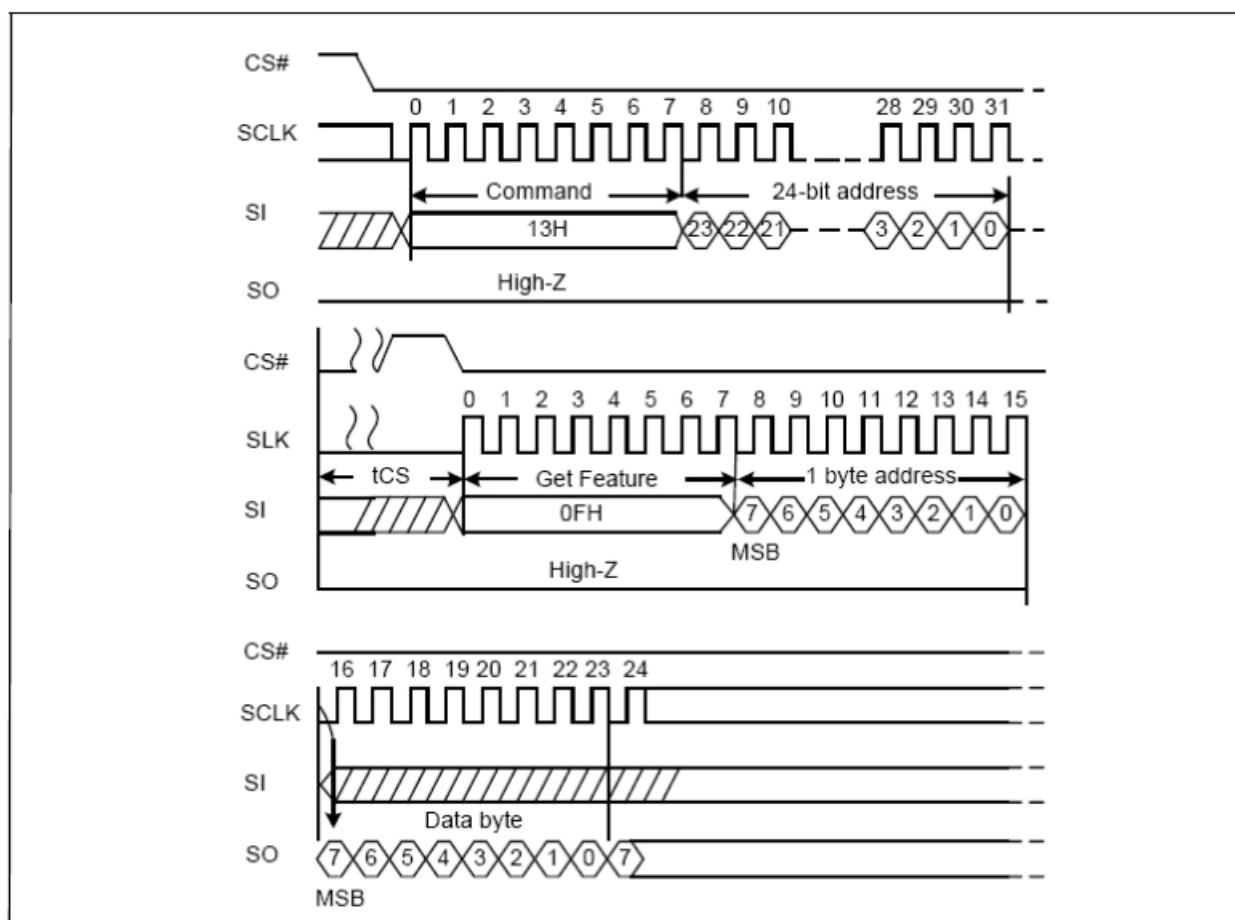 CS#
0 1 2 3 4 5 6 7 8 9 10 28 29 30 31
SCLK
Command 24-bit address
SI
13H 23 22 21 3 2 1 0
High-Z
SO
CS#
0 1 2 3 4 5 6 7 8 9 10 11 12 13 14 15
SLK
tCS Get Feature 1 byte address
SI
0FH 7 6 5 4 3 2 1 0
MSB
High-Z
SO
CS#
16 17 18 19 20 21 22 23 24
SCLK
SI
Data byte
SO 7 6 5 4 3 2 1 0 7
MSB